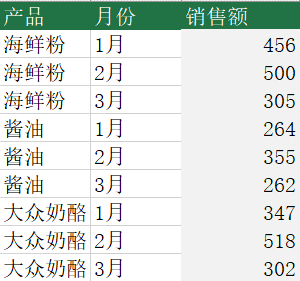 产品 月份 销售额
海鲜粉 1月 456
海鲜粉 2月 500
海鲜粉 3月 305
酱油 1月 264
酱油 2月 355
酱油 3月 262
大众奶酪 1月 347
大众奶酪 2月 518
大众奶酪 3月 302